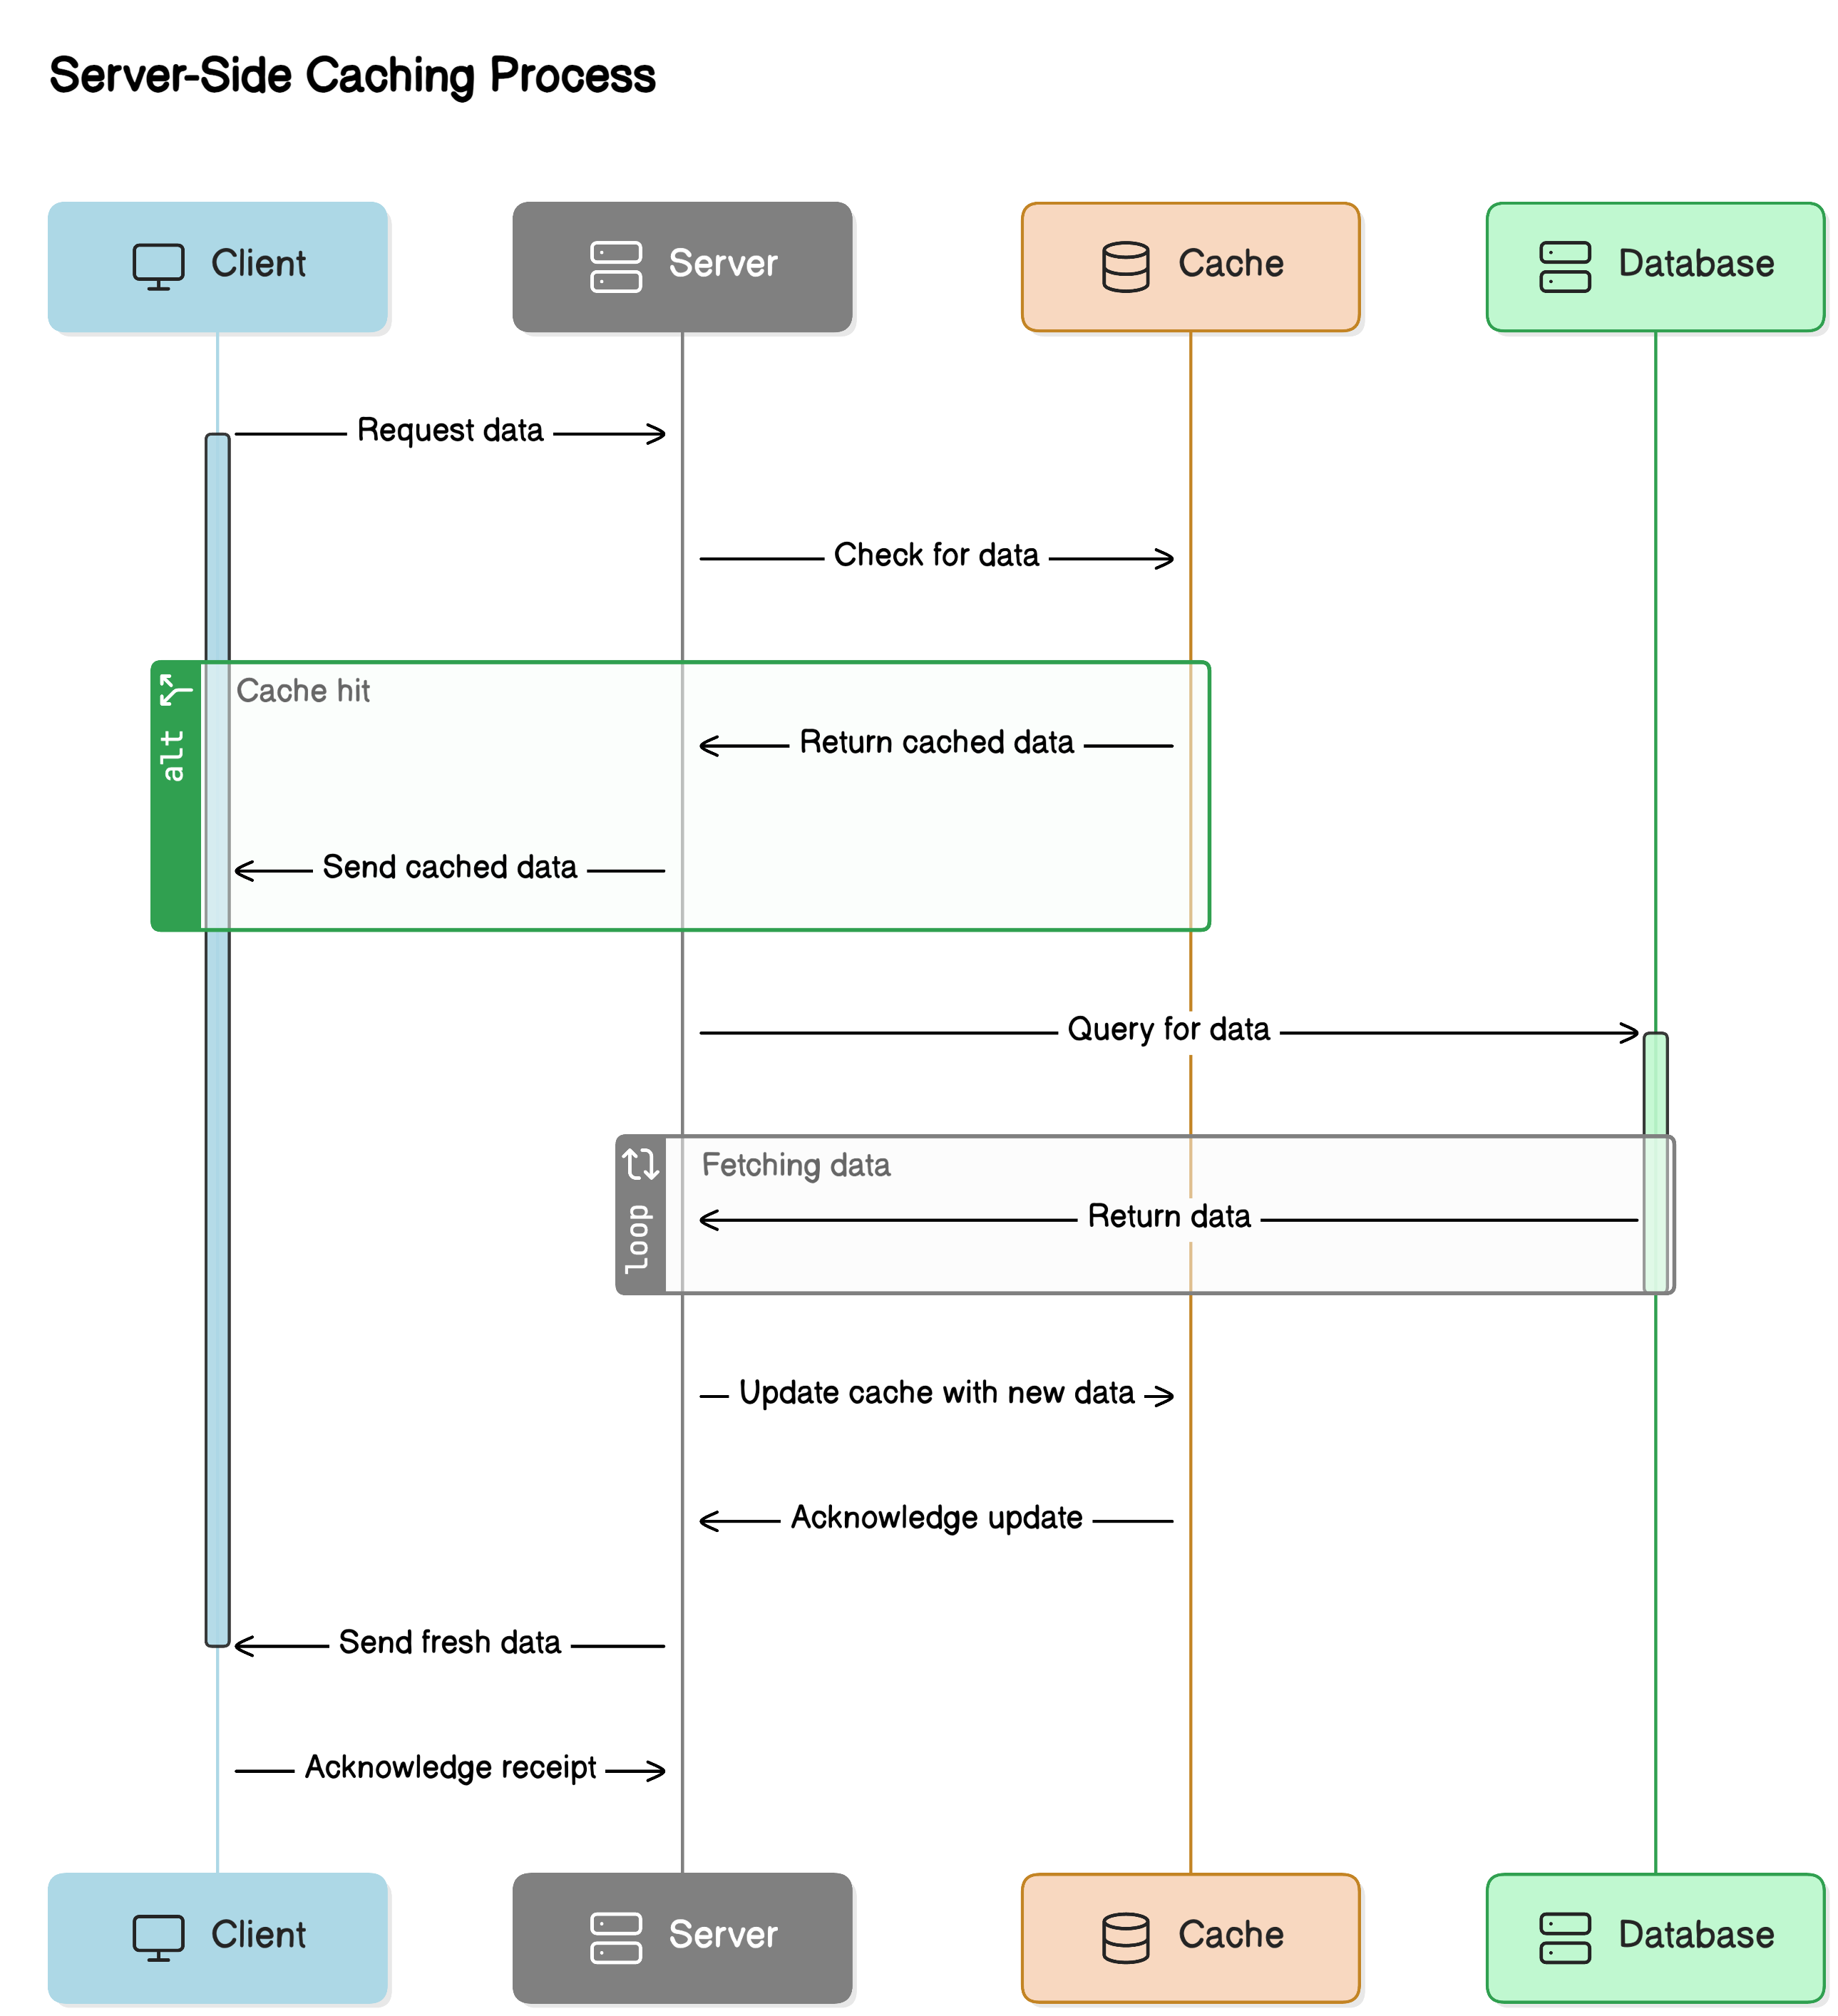 Server-Side Caching Process
Client
Server
Cache
Database
Request data
Check for data
alt
Cache hit
Return cached data
Send cached data
Query for data
loop
Fetching data
Return data
Update cache with new data
Acknowledge update
Send fresh data
Acknowledge receipt
Client
Server
Cache
Database